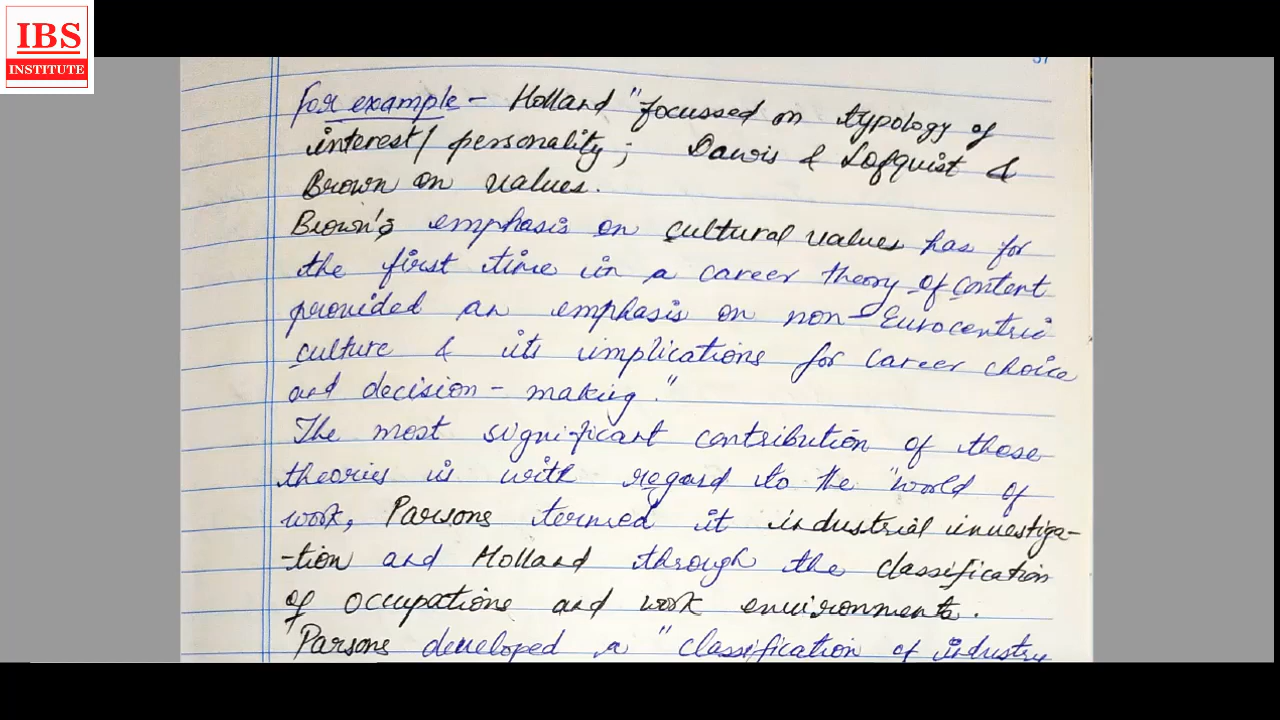 IBS
INSTITUTE
For example - Holland "focussed on typology of
interest/ personality; Dawis & Lofquist &
Brown on values.
Brown's emphasis on cultural values has for
the first time in a career theory of content
provided an emphasis on non-Eurocentric
culture & its implications for career choice
and decision-making."
The most significant contribution of these
theories is with regard to the "world of
work, Parsons termed it industrial investiga-
-tion and Holland through the classification
of occupations and work environments.
Parsons developed a "classification of industry